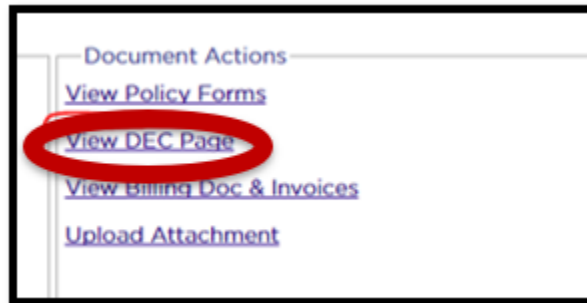 Document Actions
View Policy Forms
View DEC Page
View Billing Doc & Invoices
Upload Attachment